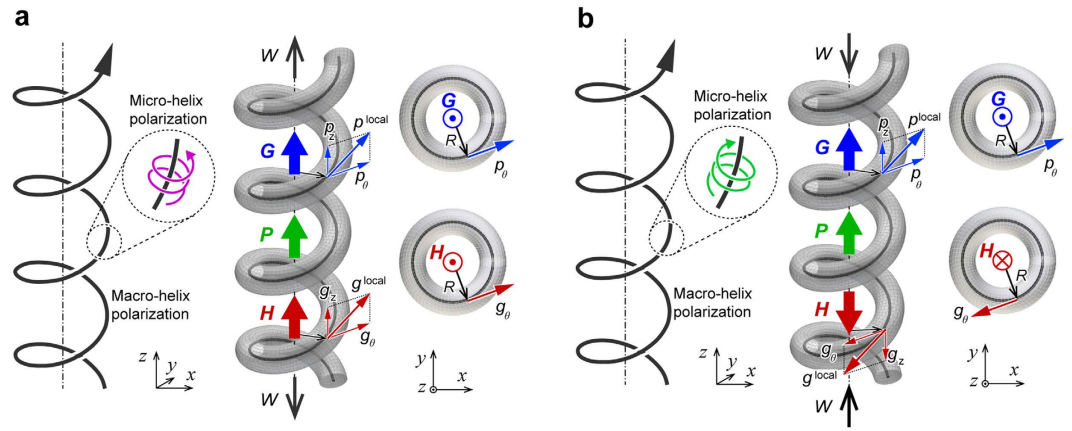 a
W
Micro-helix
polarization
G
p_z
p^local
p_θ
G
R
p_θ
P
H
g_z
g^local
g_θ
H
R
g_θ
Macro-helix
polarization
z
y
x
W
y
z
x
b
W
Micro-helix
polarization
G
p_z
p^local
p_θ
G
R
p_θ
P
H
g_θ
g_z
g^local
H
R
g_θ
Macro-helix
polarization
z
y
x
W
y
z
x